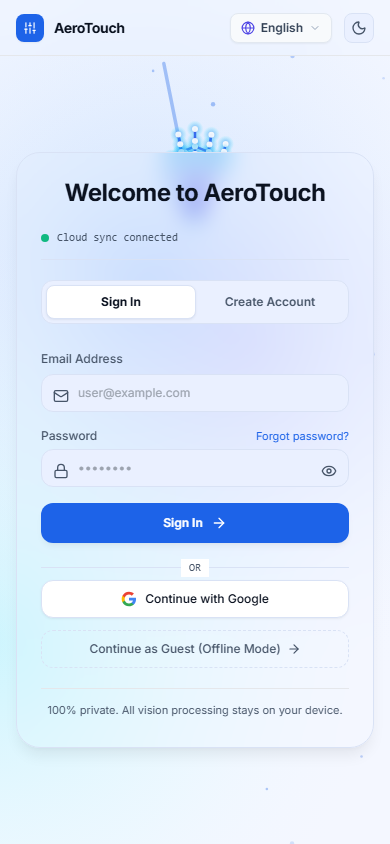 AeroTouch
English
Welcome to AeroTouch
Cloud sync connected
Sign In
Create Account
Email Address
user@example.com
Password
Forgot password?
••••••••
Sign In
OR
Continue with Google
Continue as Guest (Offline Mode)
100% private. All vision processing stays on your device.